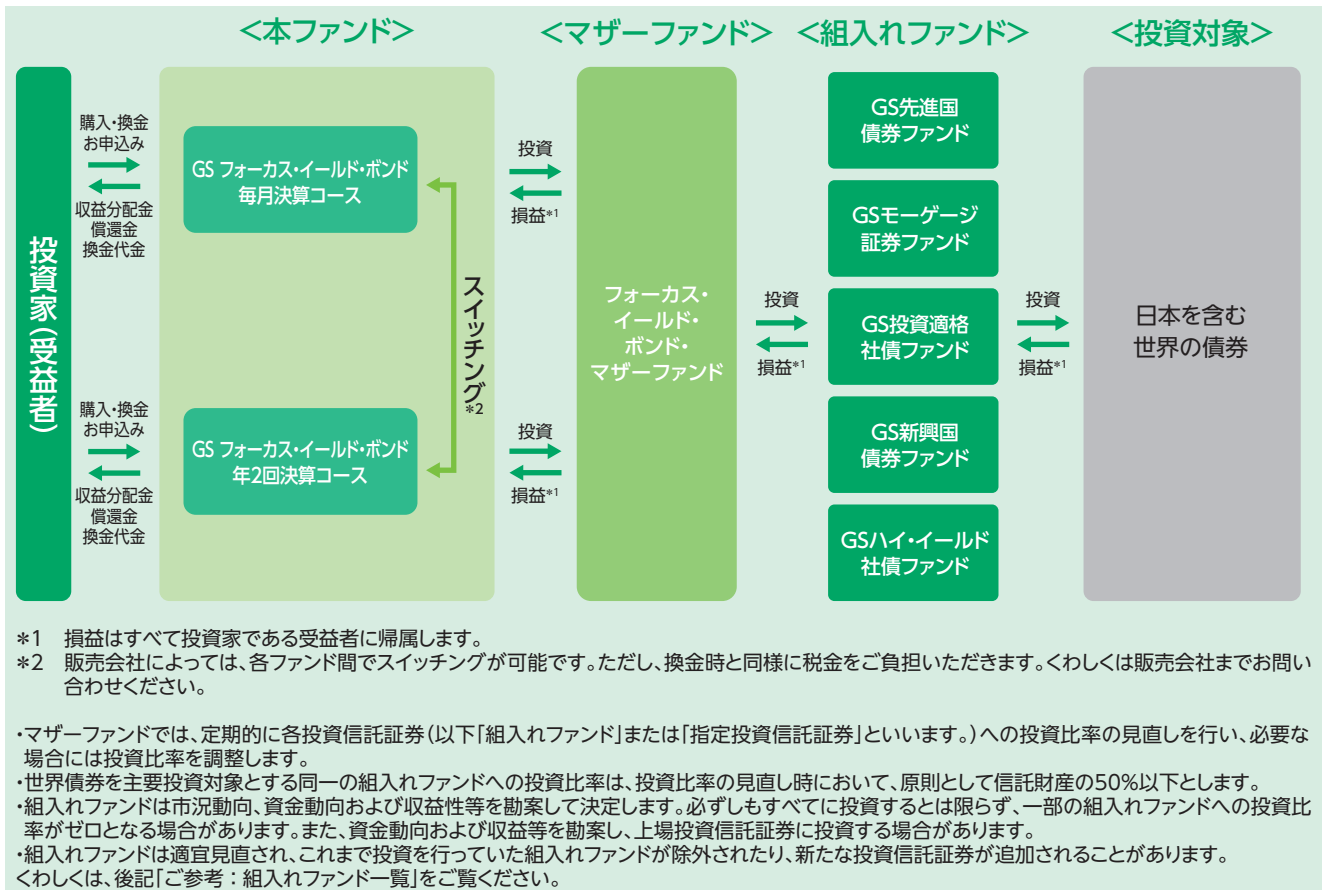 <本ファンド>
<マザーファンド>
<組入れファンド>
<投資対象>
投資家(受益者)
購入・換金
お申込み
収益分配金
償還金
換金代金
GS フォーカス・イールド・ボンド
毎月決算コース
スイッチング*2
購入・換金
お申込み
収益分配金
償還金
換金代金
GS フォーカス・イールド・ボンド
年2回決算コース
投資
損益*1
投資
損益*1
フォーカス・
イールド・
ボンド・
マザーファンド
投資
損益*1
GS先進国
債券ファンド
GSモーゲージ
証券ファンド
GS投資適格
社債ファンド
GS新興国
債券ファンド
GSハイ・イールド
社債ファンド
投資
損益*1
日本を含む
世界の債券
*1 損益はすべて投資家である受益者に帰属します。
*2 販売会社によっては、各ファンド間でスイッチングが可能です。ただし、換金時と同様に税金をご負担いただきます。くわしくは販売会社までお問い
合わせください。
・マザーファンドでは、定期的に各投資信託証券(以下「組入れファンド」または「指定投資信託証券」といいます。)への投資比率の見直しを行い、必要な
場合には投資比率を調整します。
・世界債券を主要投資対象とする同一の組入れファンドへの投資比率は、投資比率の見直し時において、原則として信託財産の50%以下とします。
・組入れファンドは市況動向、資金動向および収益性等を勘案して決定します。必ずしもすべてに投資するとは限らず、一部の組入れファンドへの投資比
率がゼロとなる場合があります。また、資金動向および収益等を勘案し、上場投資信託証券に投資する場合があります。
・組入れファンドは適宜見直され、これまで投資を行っていた組入れファンドが除外されたり、新たな投資信託証券が追加されることがあります。
くわしくは、後記「ご参考:組入れファンド一覧」をご覧ください。